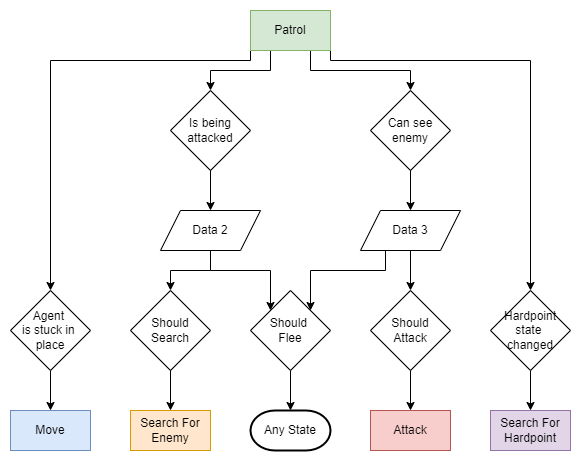 Patrol
Is being
attacked
Can see
enemy
Data 2
Data 3
Agent
is stuck in
place
Should
Search
Should
Flee
Should
Attack
Hardpoint
state
changed
Move
Search For
Enemy
Any State
Attack
Search For
Hardpoint